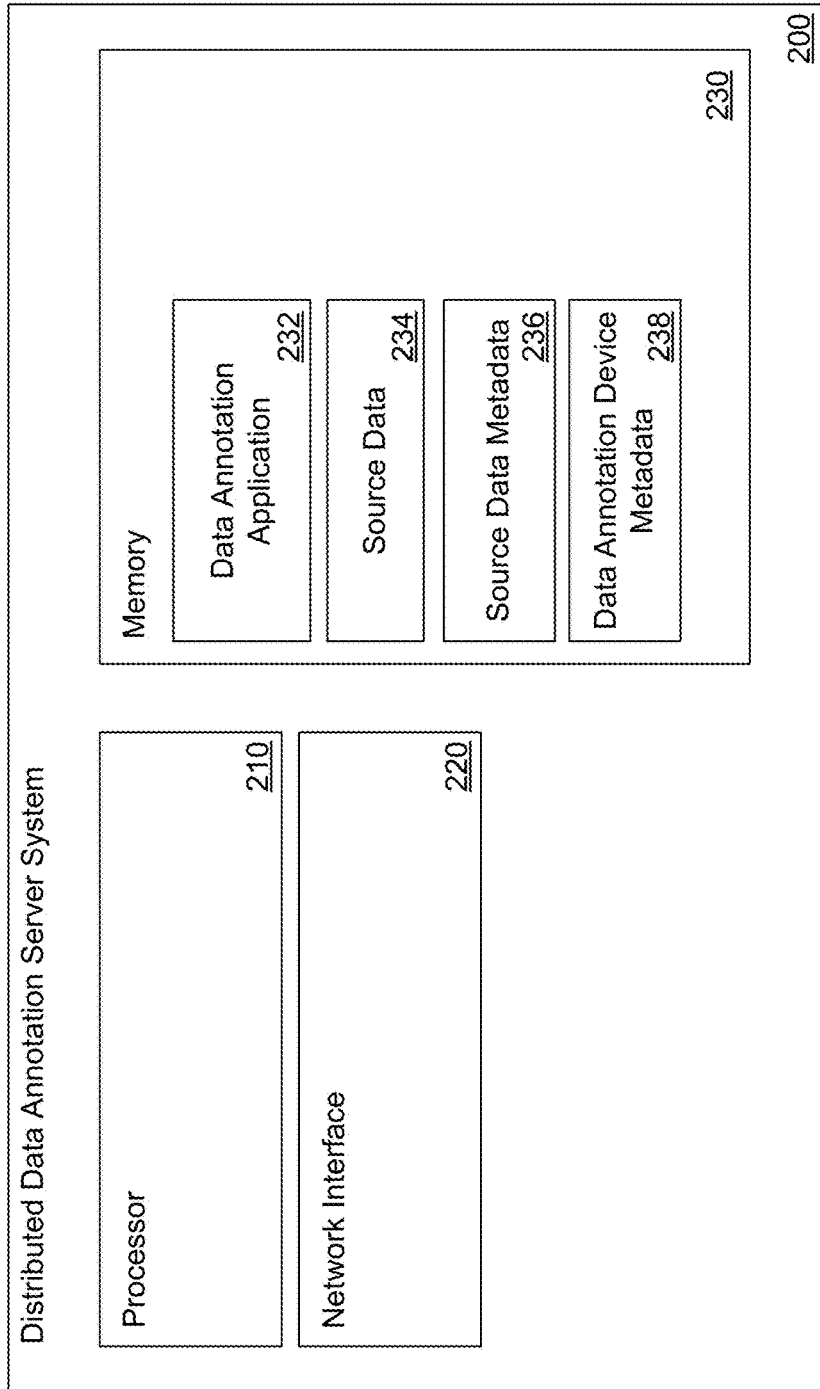 Distributed Data Annotation Server System
Processor
210
Network Interface
220
Memory
Data Annotation
Application
232
Source Data
234
Source Data Metadata
236
Data Annotation Device
Metadata
238
230
200